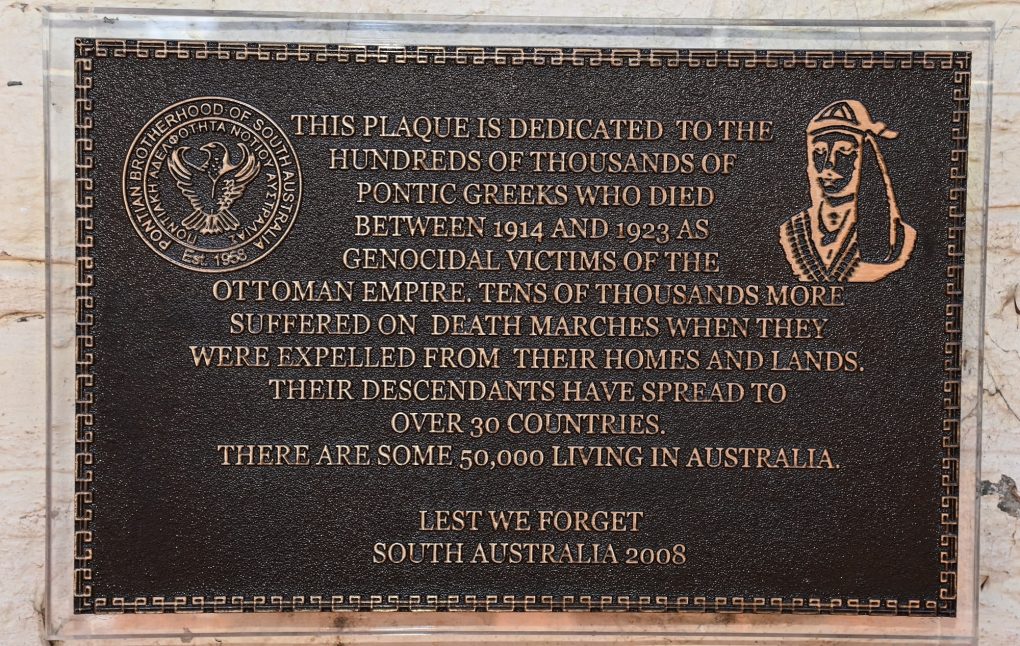 PONTIAN BROTHERHOOD OF SOUTH AUSTRALIA
ΠΟΝΤΙΑΚΗ ΑΔΕΛΦΟΤΗΤΑ ΝΟΤΙΟΥ ΑΥΣΤΡΑΛΙΑΣ
Est. 1958
THIS PLAQUE IS DEDICATED TO THE
HUNDREDS OF THOUSANDS OF
PONTIC GREEKS WHO DIED
BETWEEN 1914 AND 1923 AS
GENOCIDAL VICTIMS OF THE
OTTOMAN EMPIRE. TENS OF THOUSANDS MORE
SUFFERED ON DEATH MARCHES WHEN THEY
WERE EXPELLED FROM THEIR HOMES AND LANDS.
THEIR DESCENDANTS HAVE SPREAD TO
OVER 30 COUNTRIES.
THERE ARE SOME 50,000 LIVING IN AUSTRALIA.
LEST WE FORGET
SOUTH AUSTRALIA 2008